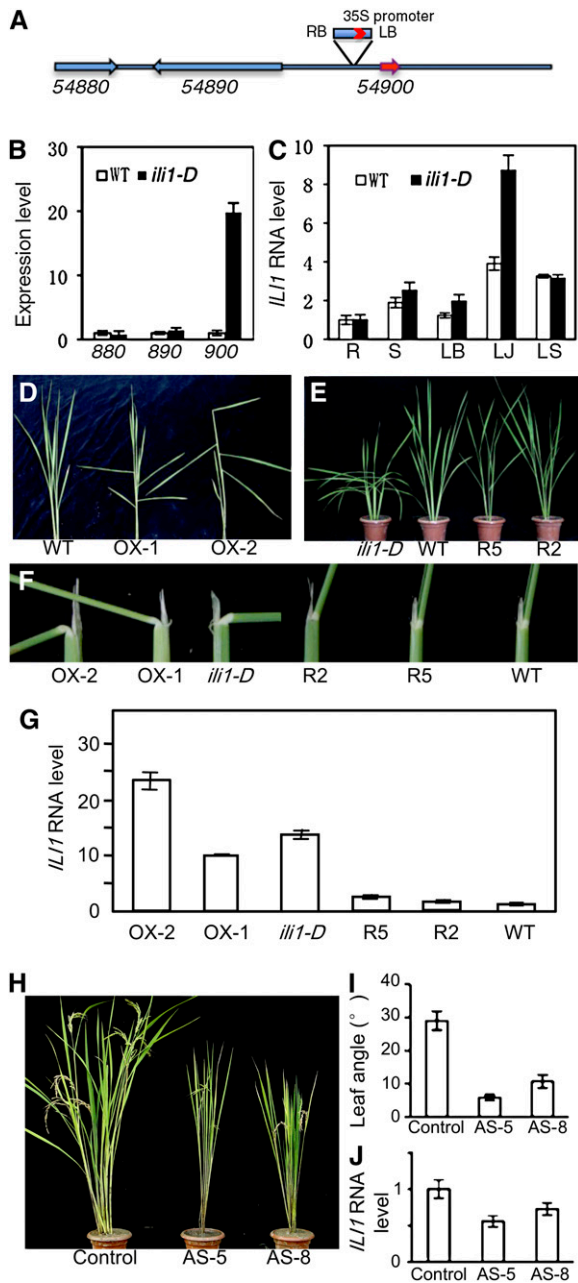 A
35S promoter
RB LB
54880 54890 54900
B
Expression level
30
20
10
0
WT ili1-D
880 890 900
C
ILI1 RNA level
10
8
6
4
2
0
WT ili1-D
R S LB LJ LS
D
WT OX-1 OX-2
E
ili1-D WT R5 R2
F
OX-2 OX-1 ili1-D R2 R5 WT
G
ILI1 RNA level
30
20
10
0
OX-2 OX-1 ili1-D R5 R2 WT
H
Control AS-5 AS-8
I
Leaf angle (°)
40
30
20
10
0
Control AS-5 AS-8
J
ILI1 RNA level
1
0
Control AS-5 AS-8